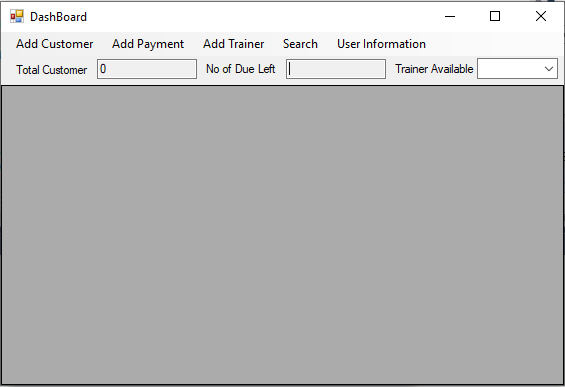 DashBoard
Add Customer Add Payment Add Trainer Search User Information
Total Customer 0 No of Due Left Trainer Available